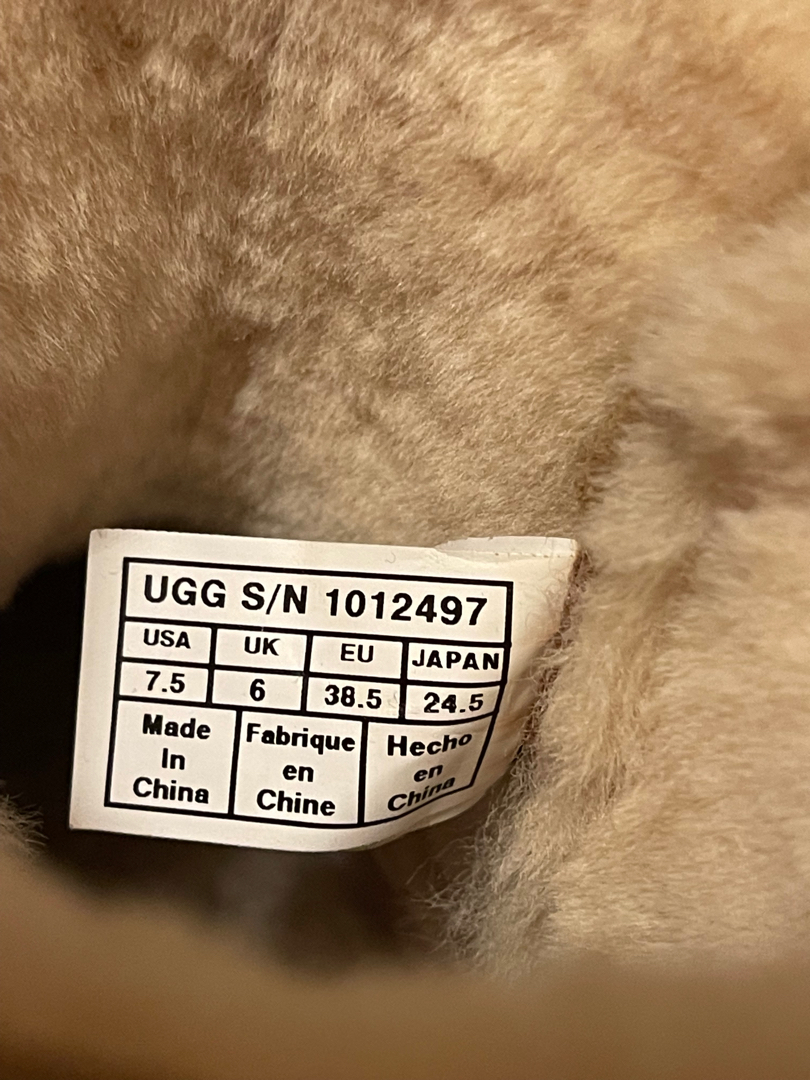 UGG S/N 1012497
USA UK EU JAPAN
7.5 6 38.5 24.5
Made
In
China
Fabrique
en
Chine
Hecho
en
China